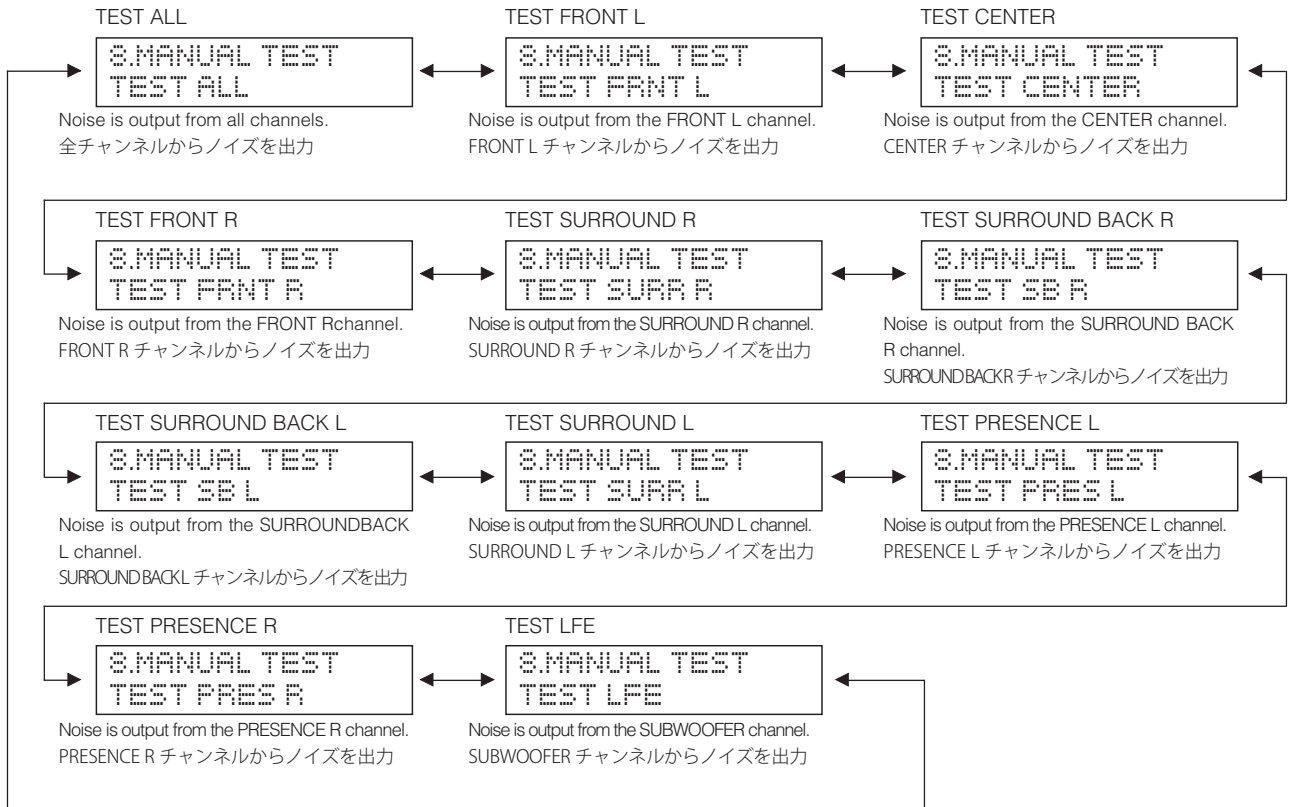 TEST ALL
8.MANUAL TEST
TEST ALL
Noise is output from all channels.
全チャンネルからノイズを出力
TEST FRONT L
8.MANUAL TEST
TEST FRNT L
Noise is output from the FRONT L channel.
FRONT L チャンネルからノイズを出力
TEST CENTER
8.MANUAL TEST
TEST CENTER
Noise is output from the CENTER channel.
CENTER チャンネルからノイズを出力
TEST FRONT R
8.MANUAL TEST
TEST FRNT R
Noise is output from the FRONT Rchannel.
FRONT R チャンネルからノイズを出力
TEST SURROUND R
8.MANUAL TEST
TEST SURR R
Noise is output from the SURROUND R channel.
SURROUND R チャンネルからノイズを出力
TEST SURROUND BACK R
8.MANUAL TEST
TEST SB R
Noise is output from the SURROUND BACK
R channel.
SURROUND BACK R チャンネルからノイズを出力
TEST SURROUND BACK L
8.MANUAL TEST
TEST SB L
Noise is output from the SURROUNDBACK
L channel.
SURROUND BACK L チャンネルからノイズを出力
TEST SURROUND L
8.MANUAL TEST
TEST SURR L
Noise is output from the SURROUND L channel.
SURROUND L チャンネルからノイズを出力
TEST PRESENCE L
8.MANUAL TEST
TEST PRES L
Noise is output from the PRESENCE L channel.
PRESENCE L チャンネルからノイズを出力
TEST PRESENCE R
8.MANUAL TEST
TEST PRES R
Noise is output from the PRESENCE R channel.
PRESENCE R チャンネルからノイズを出力
TEST LFE
8.MANUAL TEST
TEST LFE
Noise is output from the SUBWOOFER channel.
SUBWOOFER チャンネルからノイズを出力